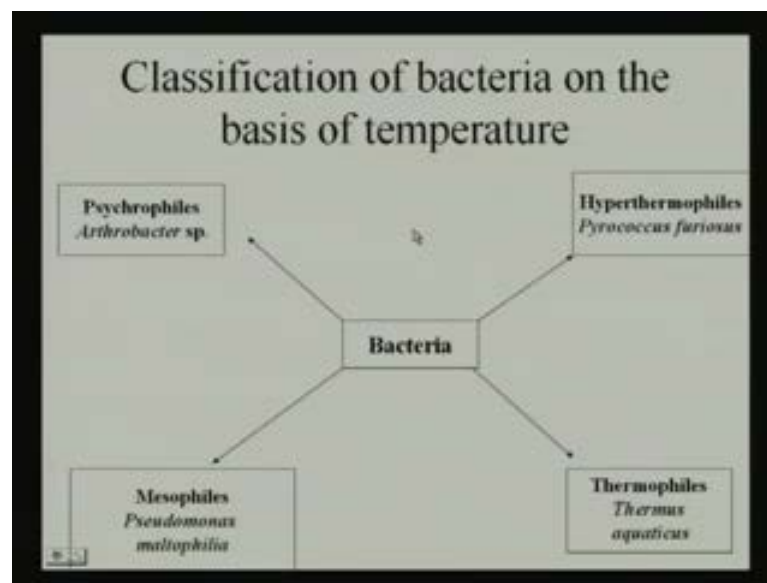 Classification of bacteria on the
basis of temperature
Psychrophiles
Arthrobacter sp.
Hyperthermophiles
Pyrococcus furiosus
Bacteria
Mesophiles
Pseudomonas
maltophilia
Thermophiles
Thermus
aquaticus